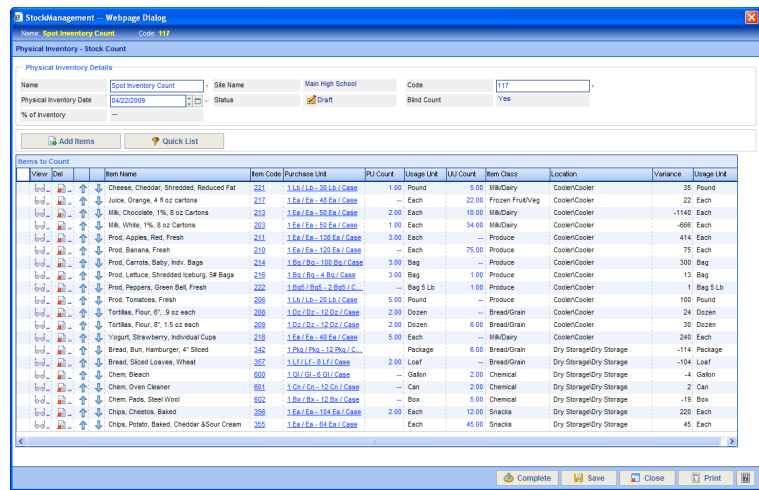 StockManagement -- Webpage Dialog
Name: Spot Inventory Count Code: 117
Physical Inventory - Stock Count
Physical Inventory Details
Name Spot Inventory Count * Site Name Main High School Code 117 *
Physical Inventory Date 04/22/2009 * Status Draft Blind Count Yes
% of Inventory --
Add Items Quick List
Items to Count
View Del Item Name Item Code Purchase Unit PU Count Usage Unit UU Count Item Class Location Variance Usage Unit
Cheese, Cheddar, Shredded, Reduced Fat 221 1 Lb / Lb - 30 Lb / Case 1.00 Pound 5.00 Milk/Dairy Cooler\Cooler 35 Pound
Juice, Orange, 4 fl oz cartons 217 1 Ea / Ea - 48 Ea / Case -- Each 22.00 Frozen Fruit/Veg Cooler\Cooler 22 Each
Milk, Chocolate, 1%, 8 oz Cartons 213 1 Ea / Ea - 50 Ea / Case 2.00 Each 10.00 Milk/Dairy Cooler\Cooler -1140 Each
Milk, White, 1%, 8 oz Cartons 203 1 Ea / Ea - 50 Ea / Case 1.00 Each 34.00 Milk/Dairy Cooler\Cooler -666 Each
Prod, Apples, Red, Fresh 211 1 Ea / Ea - 138 Ea / Case 3.00 Each -- Produce Cooler\Cooler 414 Each
Prod, Banana, Fresh 210 1 Ea / Ea - 120 Ea / Case -- Each 75.00 Produce Cooler\Cooler 75 Each
Prod, Carrots, Baby, Indv. Bags 214 1 Bg / Bg - 100 Bg / Case 3.00 Bag -- Produce Cooler\Cooler 300 Bag
Prod, Lettuce, Shredded Iceburg, 5# Bags 216 1 Bg / Bg - 4 Bg / Case 3.00 Bag 1.00 Produce Cooler\Cooler 13 Bag
Prod, Peppers, Green Bell, Fresh 222 1 Bg5 / Bg5 - 2 Bg5 / C... -- Bag 5 Lb 1.00 Produce Cooler\Cooler 1 Bag 5 Lb
Prod, Tomatoes, Fresh 206 1 Lb / Lb - 20 Lb / Case 5.00 Pound -- Produce Cooler\Cooler 100 Pound
Tortillas, Flour, 6", .9 oz each 208 1 Dz / Dz - 12 Dz / Case 2.00 Dozen -- Bread/Grain Cooler\Cooler 24 Dozen
Tortillas, Flour, 8", 1.5 oz each 209 1 Dz / Dz - 12 Dz / Case 2.00 Dozen 6.00 Bread/Grain Cooler\Cooler 30 Dozen
Yogurt, Strawberry, Individual Cups 218 1 Ea / Ea - 48 Ea / Case 5.00 Each -- Milk/Dairy Cooler\Cooler 240 Each
Bread, Bun, Hamburger, 4" Sliced 342 1 Pkg / Pkg - 12 Pkg / C... Package 6.00 Bread/Grain Dry Storage\Dry Storage -114 Package
Bread, Sliced Loaves, Wheat 357 1 Lf / Lf - 8 Lf / Case 2.00 Loaf -- Bread/Grain Dry Storage\Dry Storage -104 Loaf
Chem, Bleach 600 1 Gl / Gl - 6 Gl / Case -- Gallon 2.00 Chemical Dry Storage\Dry Storage -4 Gallon
Chem, Oven Cleaner 601 1 Cn / Cn - 12 Cn / Case -- Can 2.00 Chemical Dry Storage\Dry Storage 2 Can
Chem, Pads, Steel Wool 602 1 Bx / Bx - 12 Bx / Case -- Box 5.00 Chemical Dry Storage\Dry Storage -19 Box
Chips, Cheetos, Baked 356 1 Ea / Ea - 104 Ea / Case 2.00 Each 12.00 Snacks Dry Storage\Dry Storage 220 Each
Chips, Potato, Baked, Cheddar &Sour Cream 355 1 Ea / Ea - 64 Ea / Case Each 45.00 Snacks Dry Storage\Dry Storage 45 Each
Complete Save Close Print